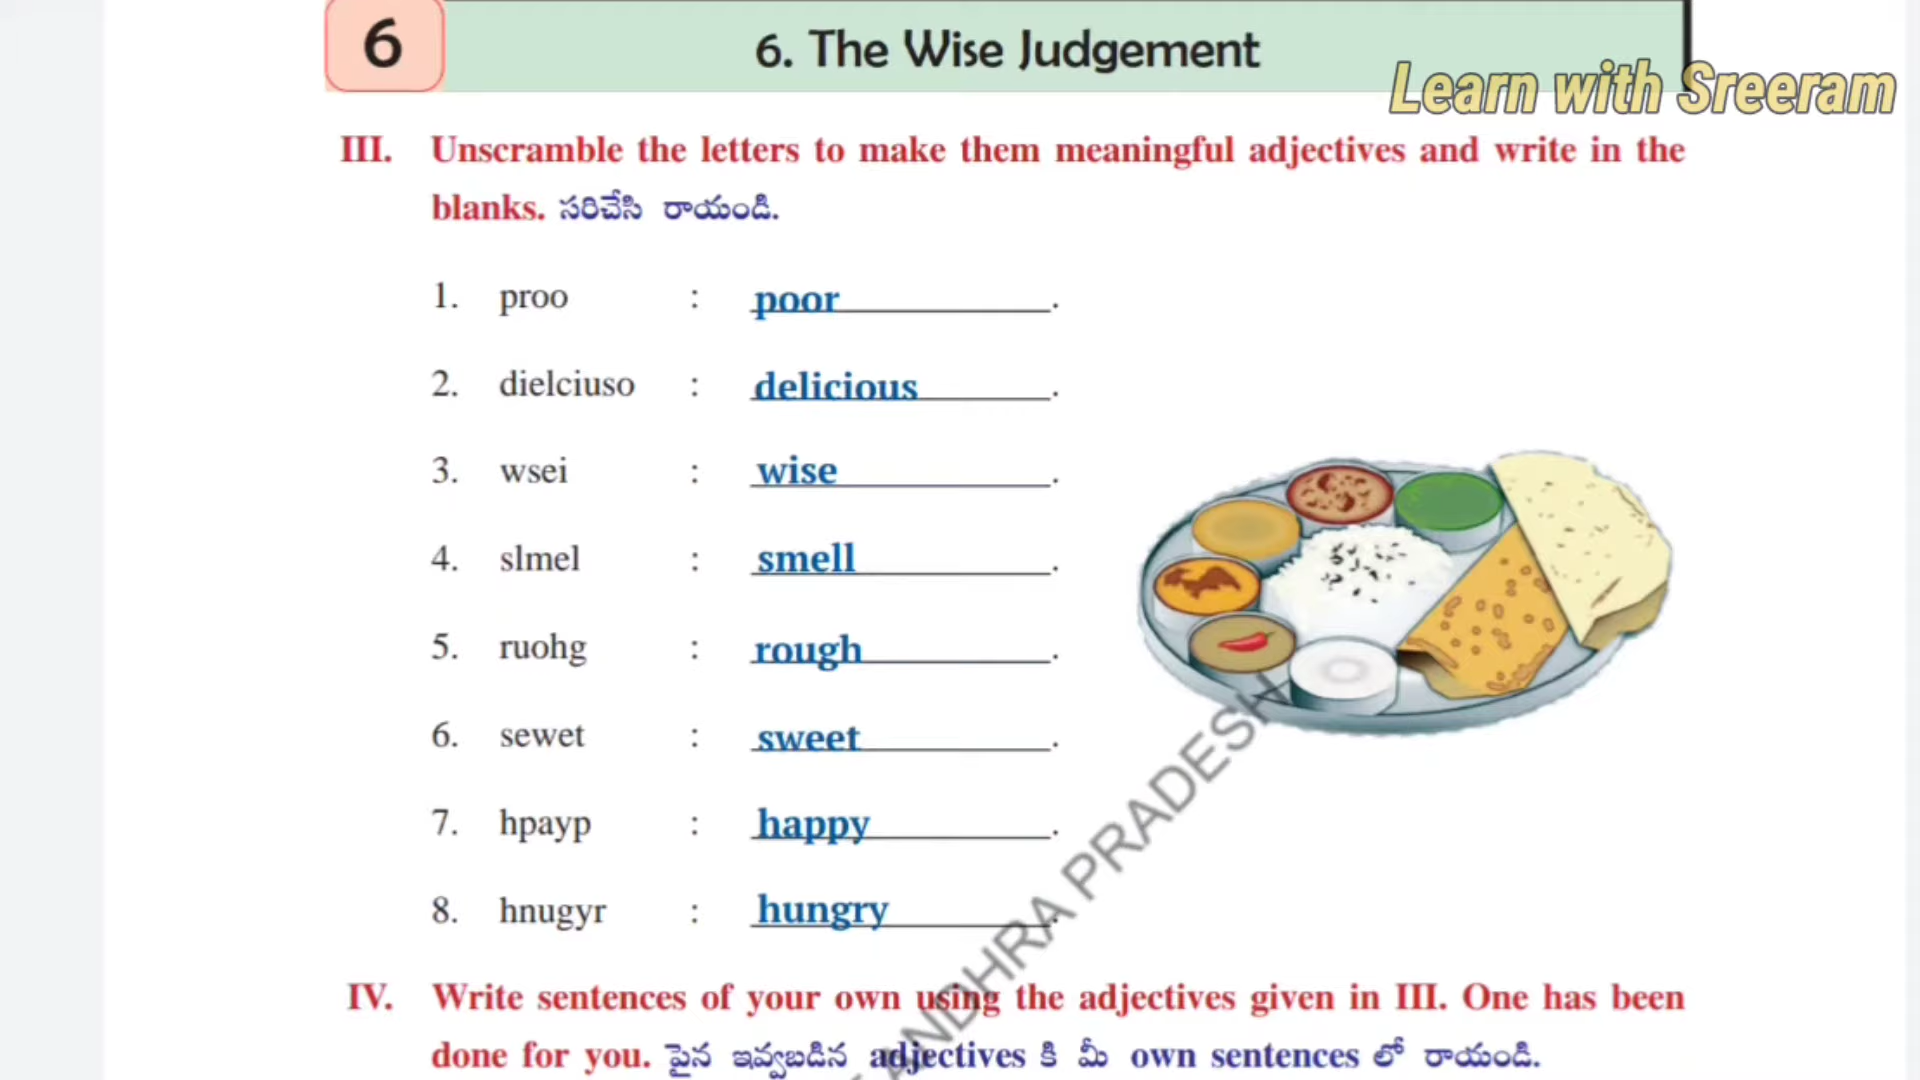 6
6. The Wise Judgement
Learn with Sreeram
III. Unscramble the letters to make them meaningful adjectives and write in the
blanks. సరిచేసి రాయండి.
1. proo : poor.
2. dielciuso : delicious.
3. wsei : wise.
4. slmel : smell.
5. ruohg : rough.
6. sewet : sweet.
7. hpayp : happy.
8. hnugyr : hungry.
ANDHRA PRADESH
IV. Write sentences of your own using the adjectives given in III. One has been
done for you. పైన ఇవ్వబడిన adjectives కి మీ own sentences లో రాయండి.